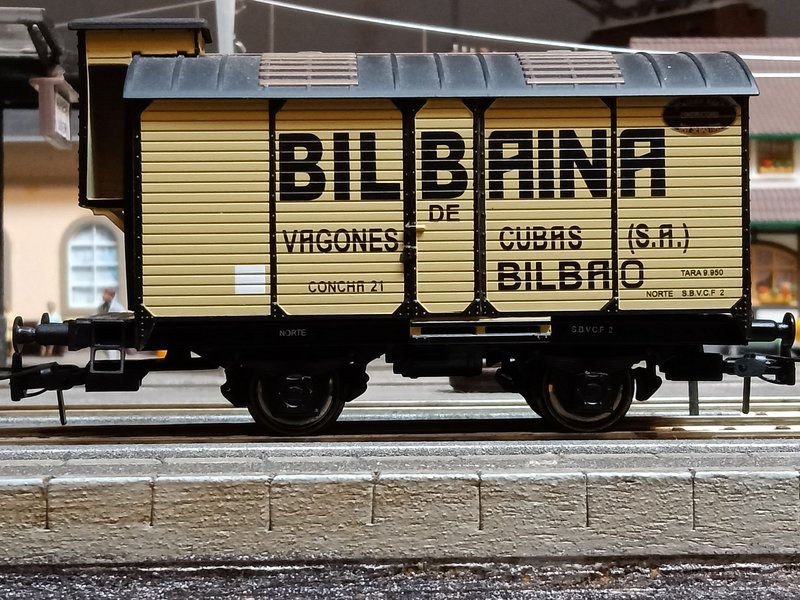 BILBAINA
DE
VAGONES CUBAS (S.A.)
CONCHA 21 BILBAO
TARA 9.950
NORTE S.B.V.C.F 2
NORTE S.B.V.C.F 2